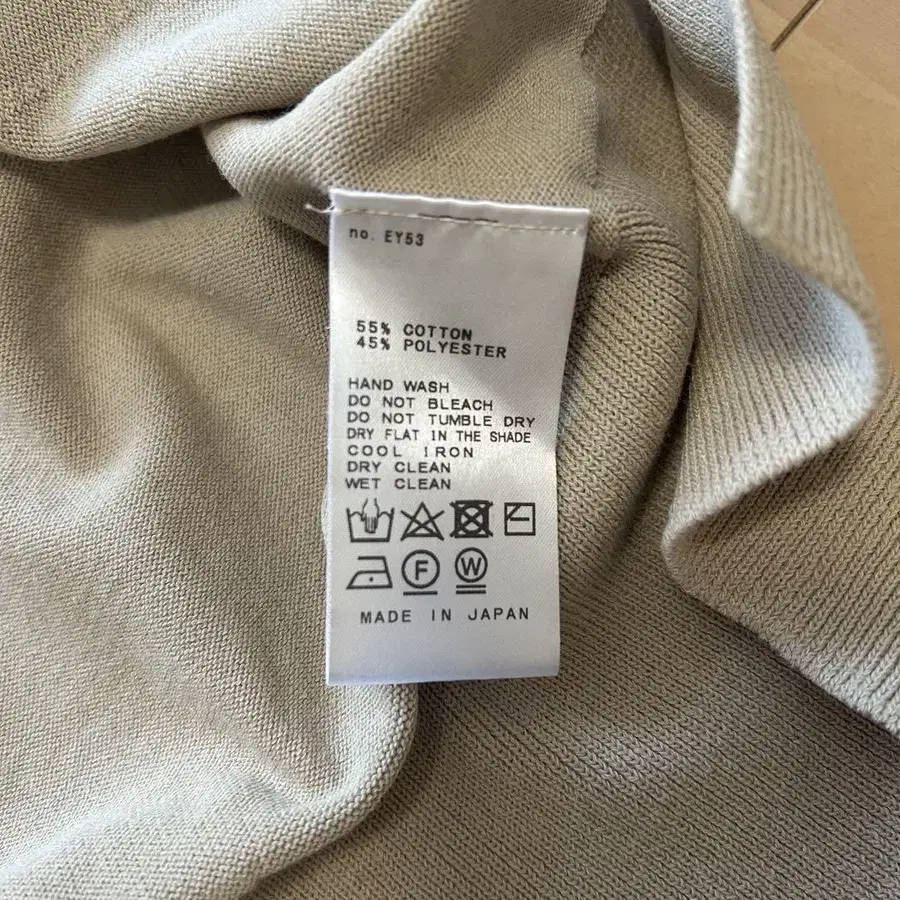 no. EY53
55% COTTON
45% POLYESTER
HAND WASH
DO NOT BLEACH
DO NOT TUMBLE DRY
DRY FLAT IN THE SHADE
COOL IRON
DRY CLEAN
WET CLEAN
F W
MADE IN JAPAN